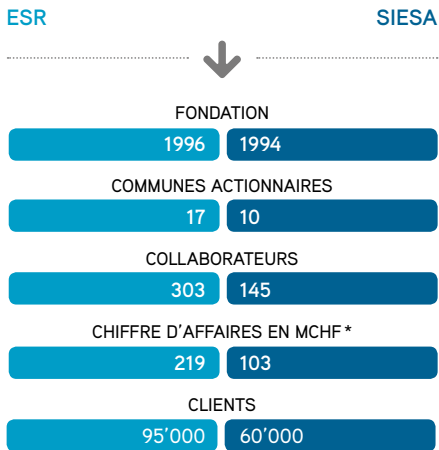 ESR SIESA
FONDATION
1996 1994
COMMUNES ACTIONNAIRES
17 10
COLLABORATEURS
303 145
CHIFFRE D'AFFAIRES EN MCHF*
219 103
CLIENTS
95'000 60'000